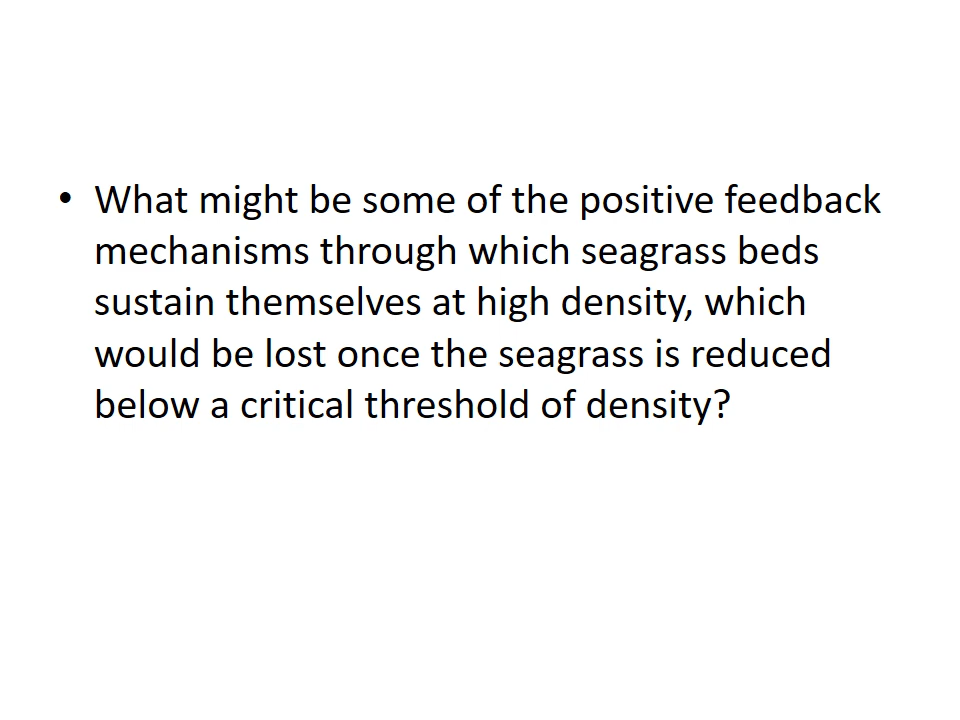 • What might be some of the positive feedback
mechanisms through which seagrass beds
sustain themselves at high density, which
would be lost once the seagrass is reduced
below a critical threshold of density?